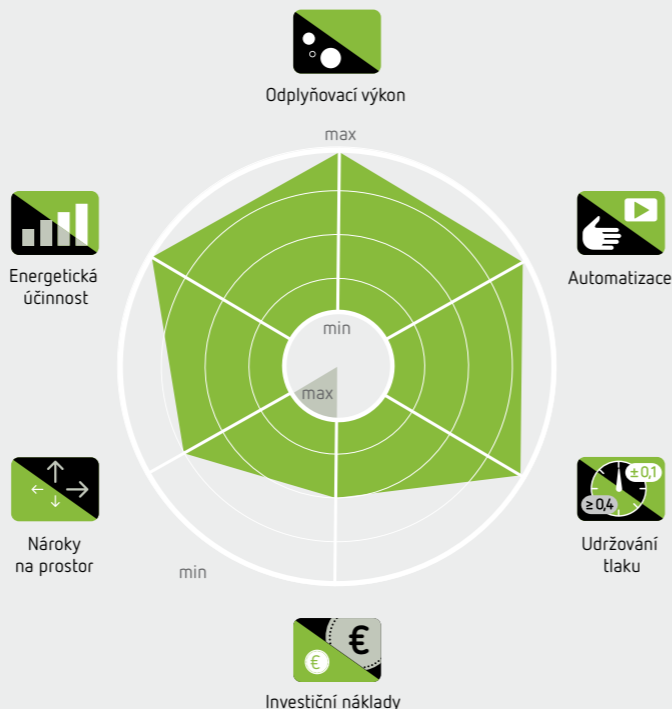 Odplyňovací výkon
max
Energetická
účinnost
Automatizace
min
max
±0,1
≥0,4
Nároky
na prostor
Udržování
tlaku
min
€
€
Investiční náklady